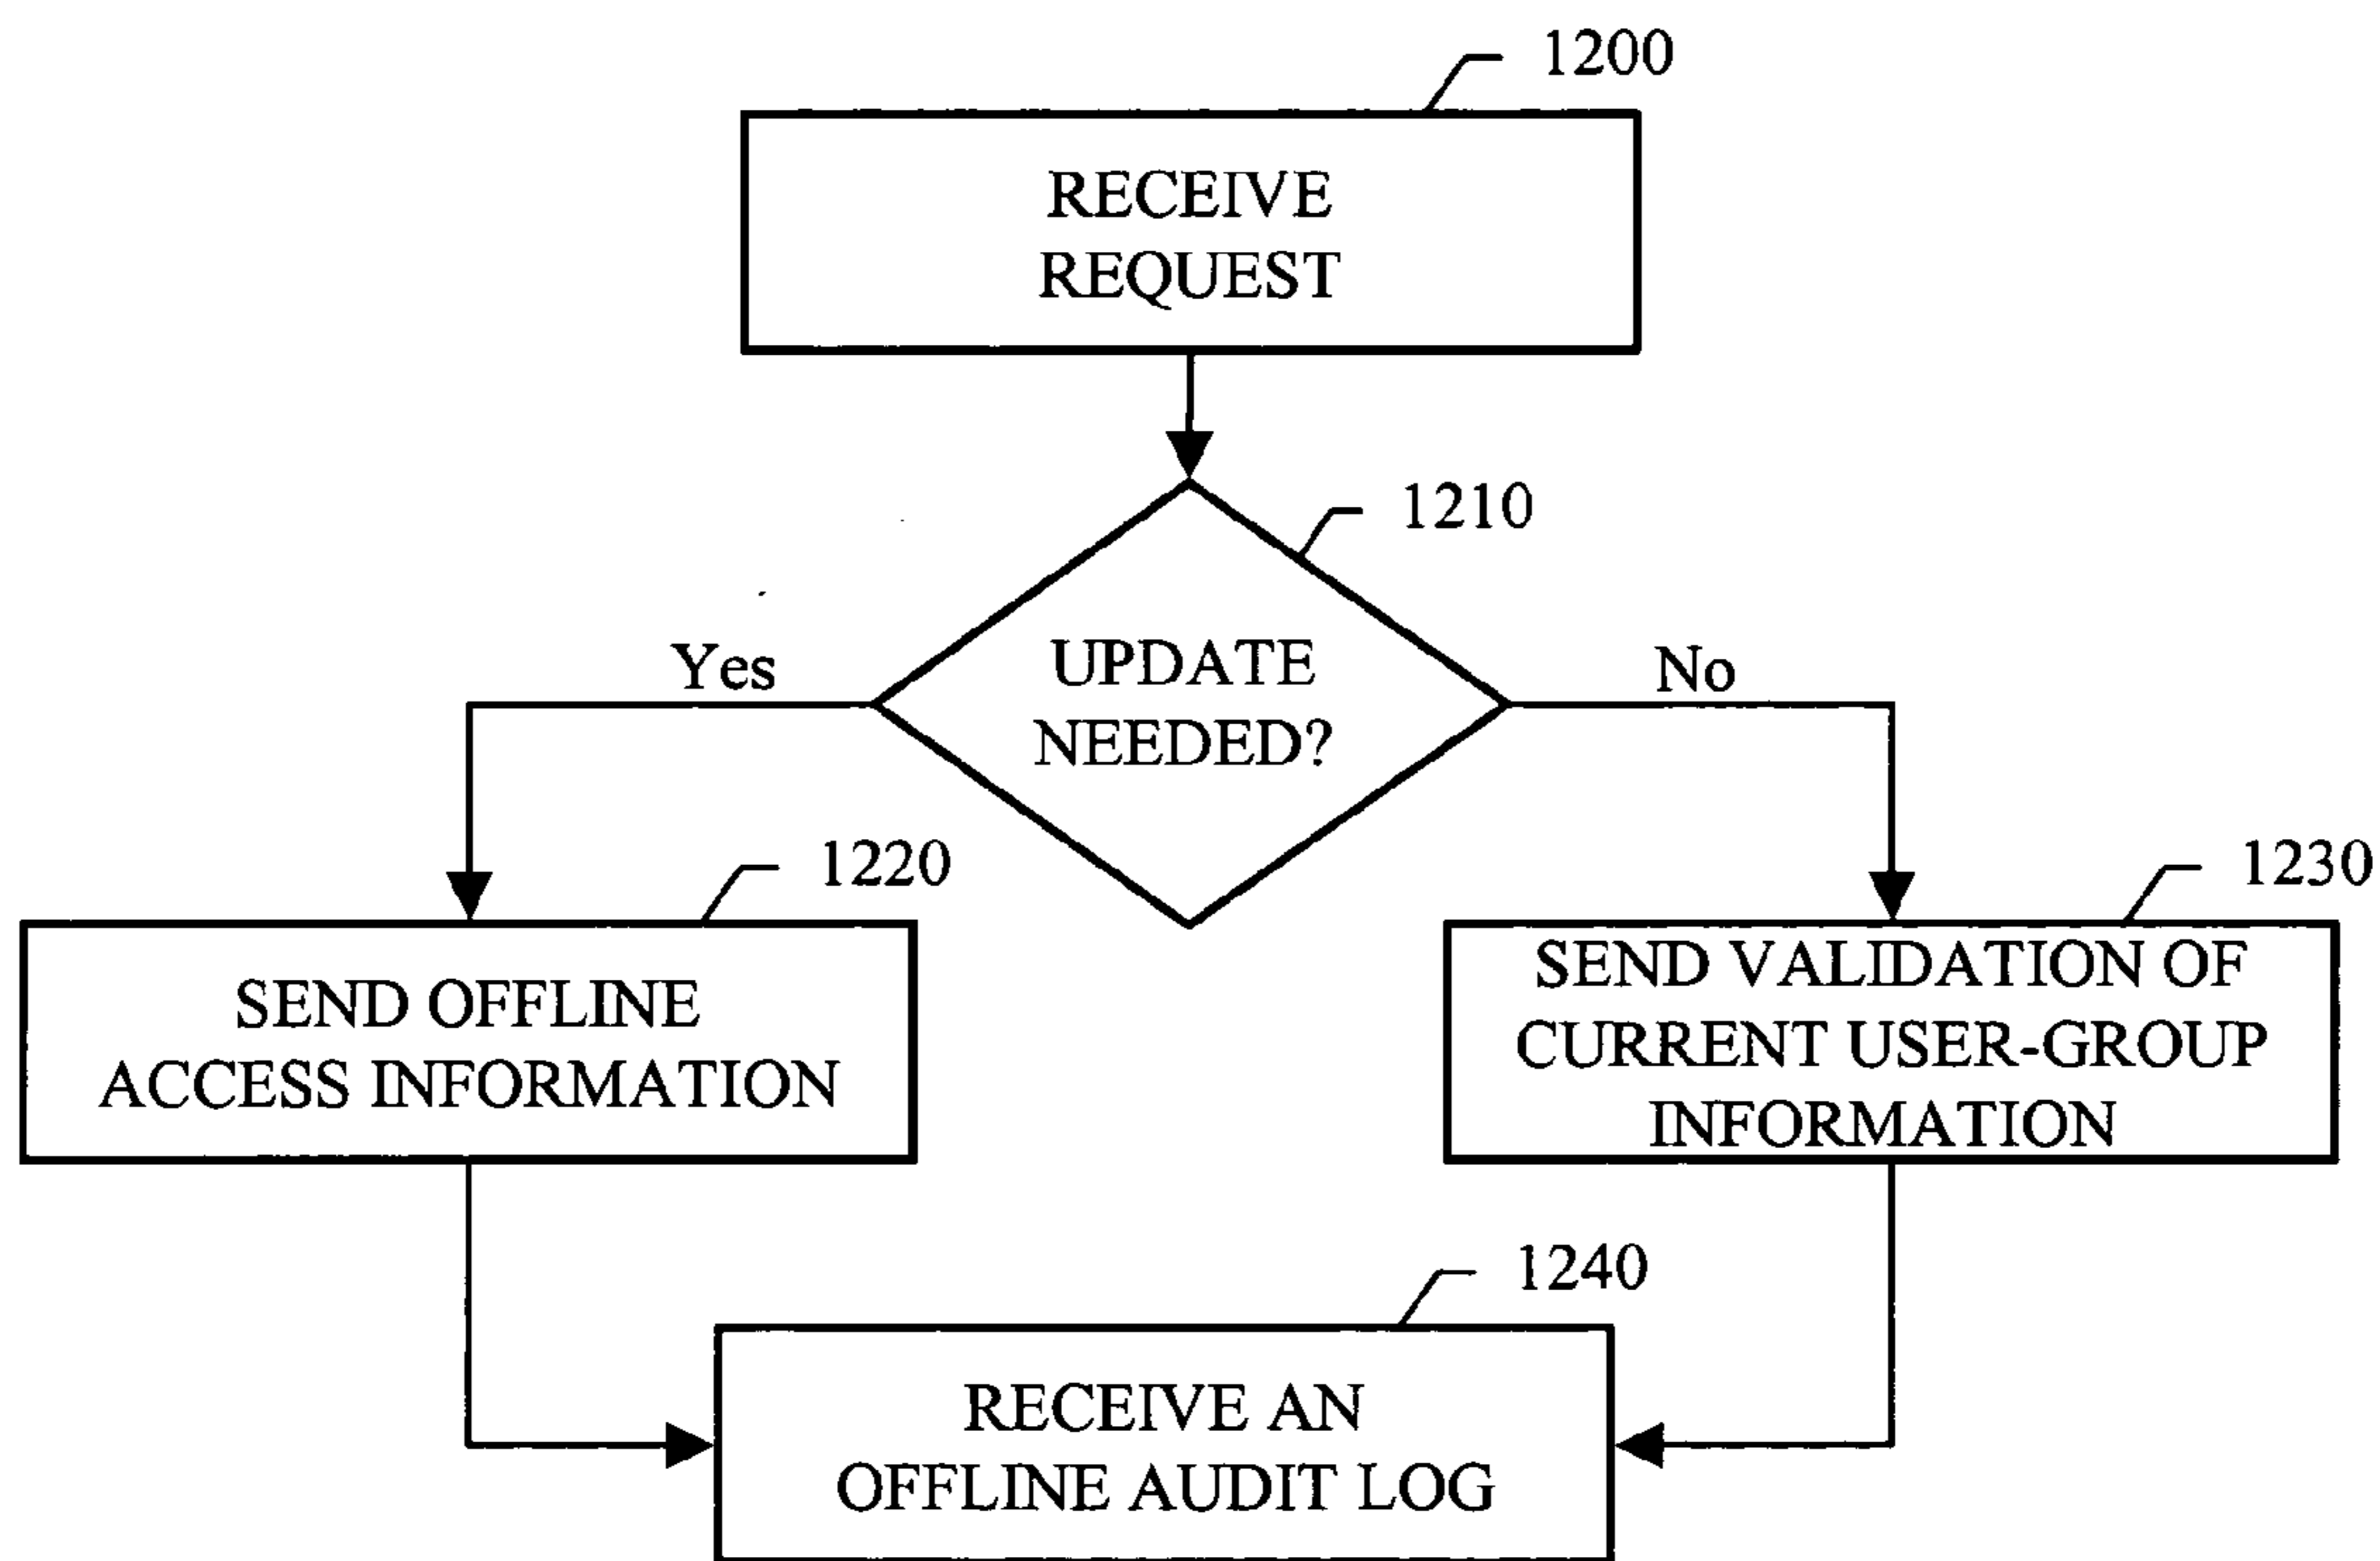 1200
RECEIVE
REQUEST
1210
UPDATE
NEEDED?
Yes
No
1220
SEND OFFLINE
ACCESS INFORMATION
1230
SEND VALIDATION OF
CURRENT USER-GROUP
INFORMATION
1240
RECEIVE AN
OFFLINE AUDIT LOG